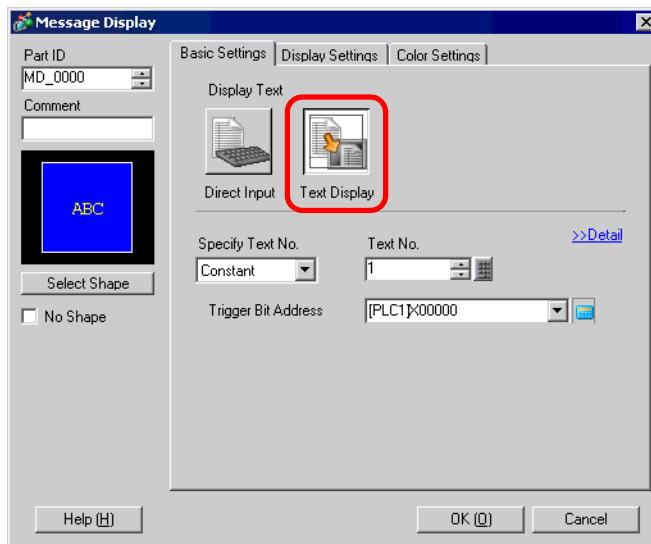 Message Display
Part ID
MD_0000
Comment
ABC
Select Shape
No Shape
Basic Settings Display Settings Color Settings
Display Text
Direct Input Text Display
>>Detail
Specify Text No. Text No.
Constant 1
Trigger Bit Address [PLC1]X00000
Help (H) OK (O) Cancel